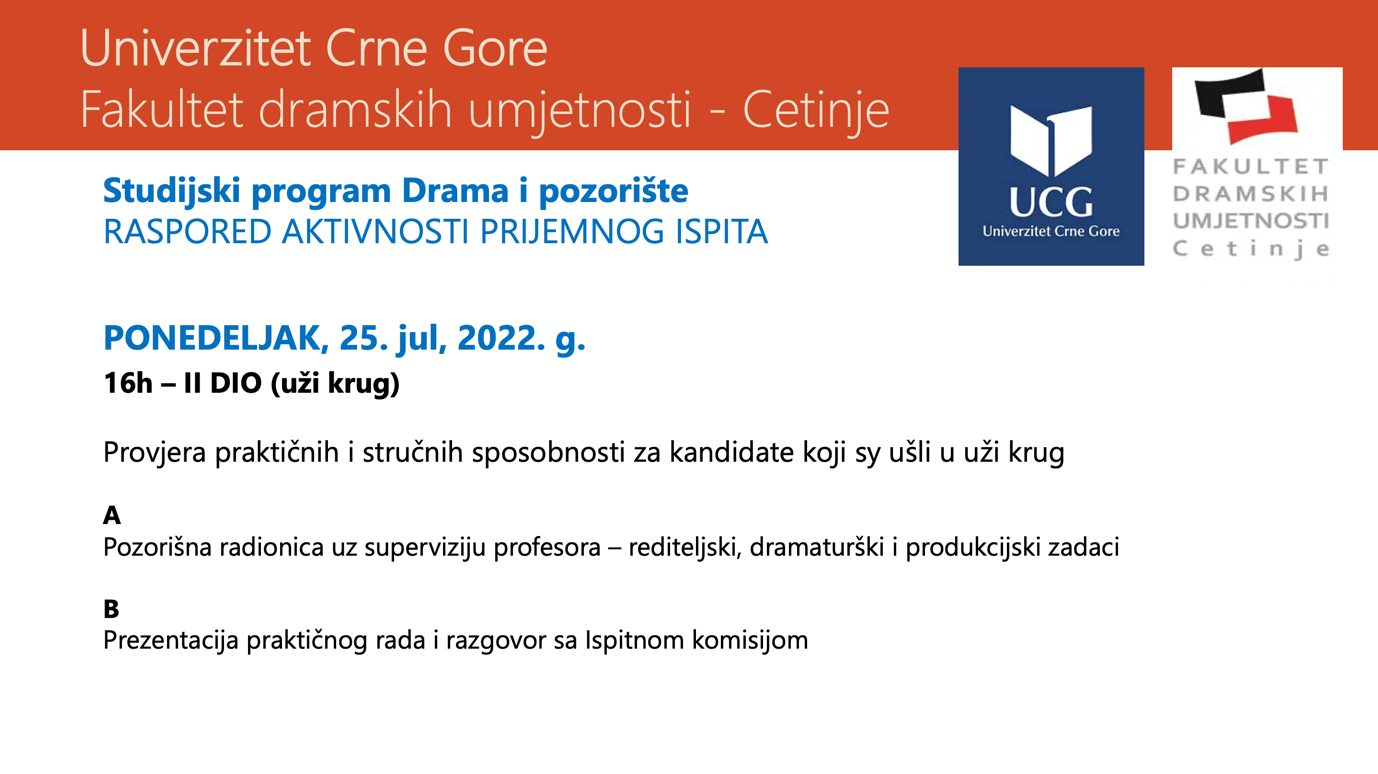 Univerzitet Crne Gore
Fakultet dramskih umjetnosti - Cetinje
UCG
Univerzitet Crne Gore
FAKULTET
DRAMSKIH
UMJETNOSTI
Cetinje
Studijski program Drama i pozorište
RASPORED AKTIVNOSTI PRIJEMNOG ISPITA
PONEDELJAK, 25. jul, 2022. g.
16h – II DIO (uži krug)
Provjera praktičnih i stručnih sposobnosti za kandidate koji sy ušli u uži krug
A
Pozorišna radionica uz superviziju profesora – rediteljski, dramaturški i produkcijski zadaci
B
Prezentacija praktičnog rada i razgovor sa Ispitnom komisijom